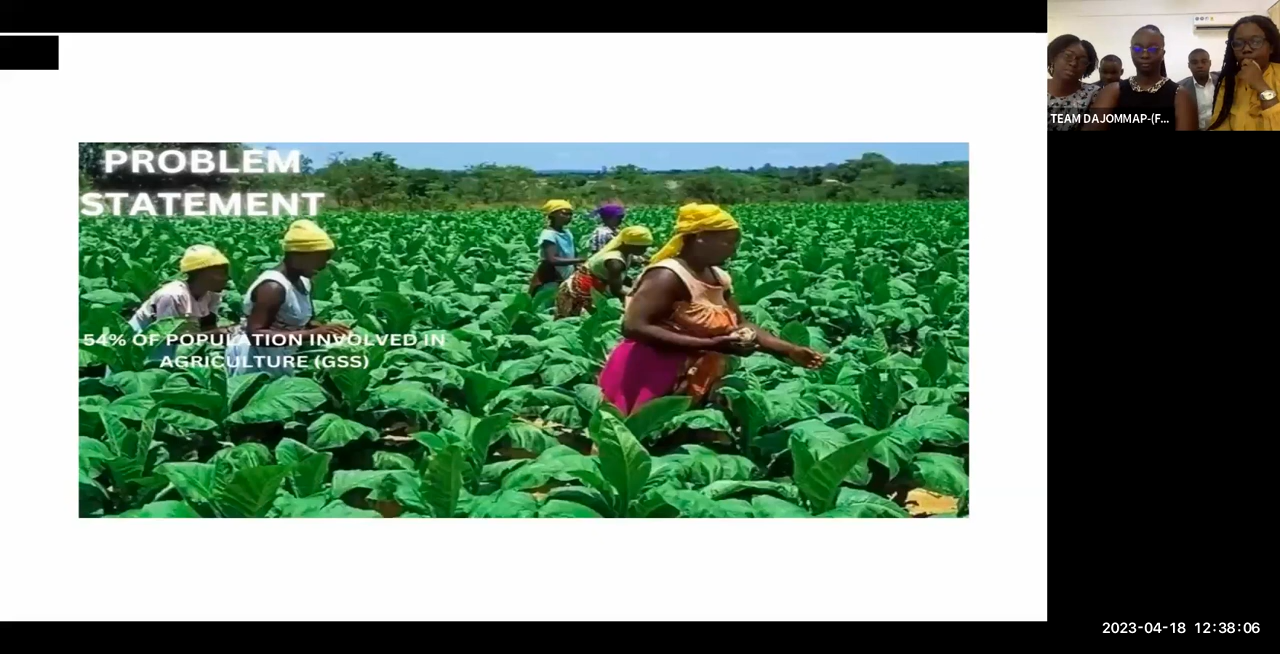 PROBLEM
STATEMENT
54% OF POPULATION INVOLVED IN
AGRICULTURE (GSS)
TEAM DAJOMMAP-(F...
2023-04-18 12:38:06